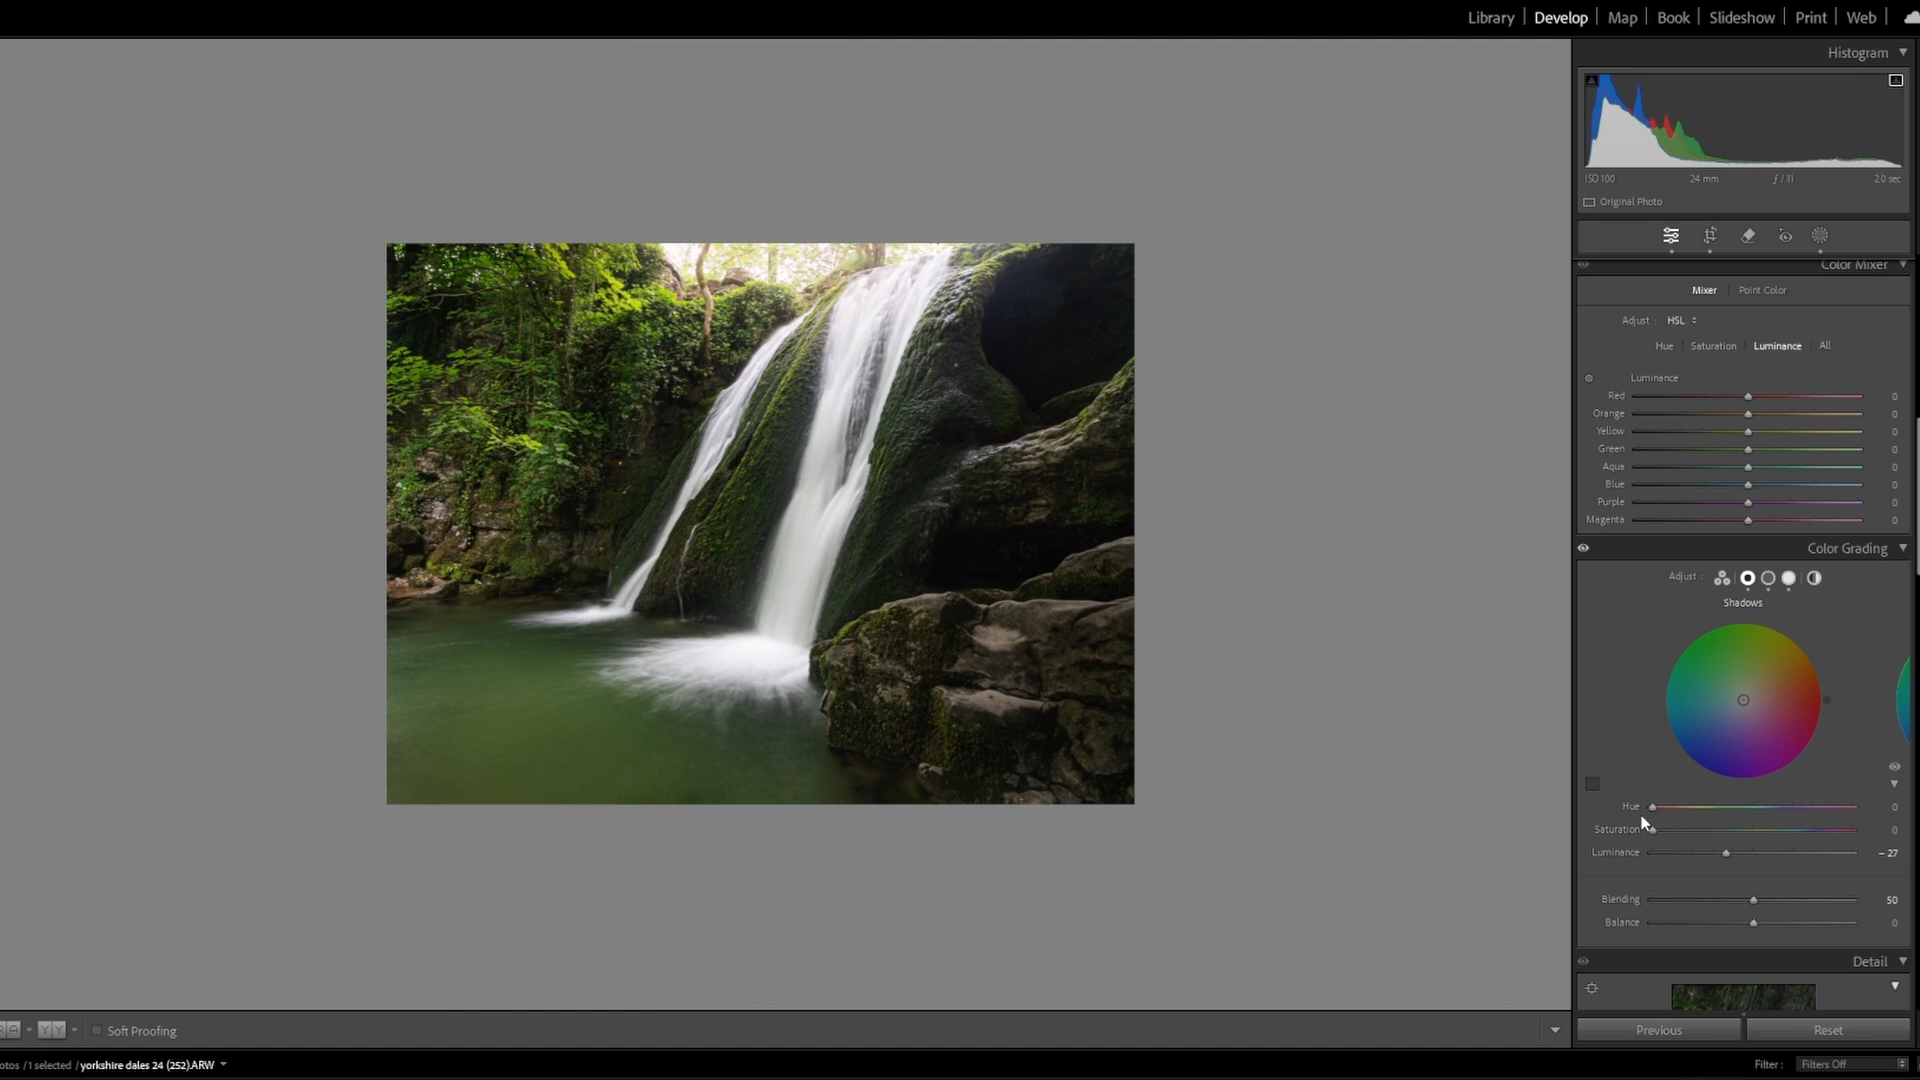 Library | Develop | Map | Book | Slideshow | Print | Web |
Histogram
ISO 100 24 mm ƒ / 11 2.0 sec
Original Photo
Color Mixer
Mixer | Point Color
Adjust : HSL
Hue | Saturation | Luminance | All
Luminance
Red 0
Orange 0
Yellow 0
Green 0
Aqua 0
Blue 0
Purple 0
Magenta 0
Color Grading
Adjust :
Shadows
Hue 0
Saturation 0
Luminance – 27
Blending 50
Balance 0
Detail
Previous Reset
Y Y Soft Proofing
otos / 1 selected / yorkshire dales 24 (252).ARW
Filter : Filters Off